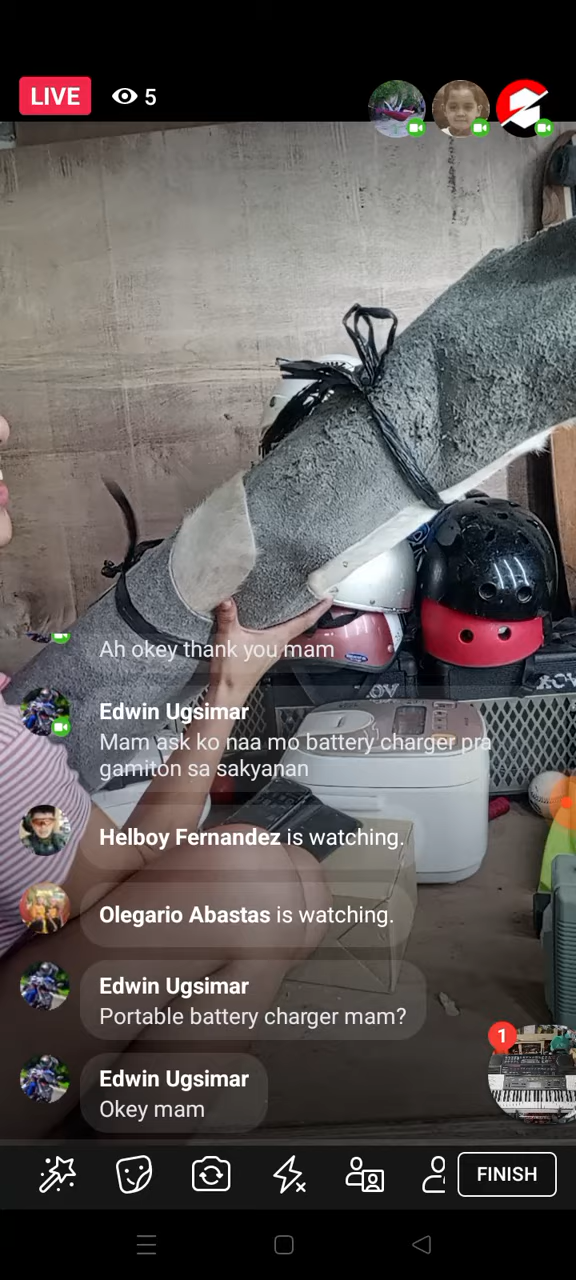 LIVE
5
Ah okey thank you mam
Edwin Ugsimar
Mam ask ko naa mo battery charger pra
gamiton sa sakyanan
Helboy Fernandez is watching.
Olegario Abastas is watching.
Edwin Ugsimar
Portable battery charger mam?
1
Edwin Ugsimar
Okey mam
FINISH